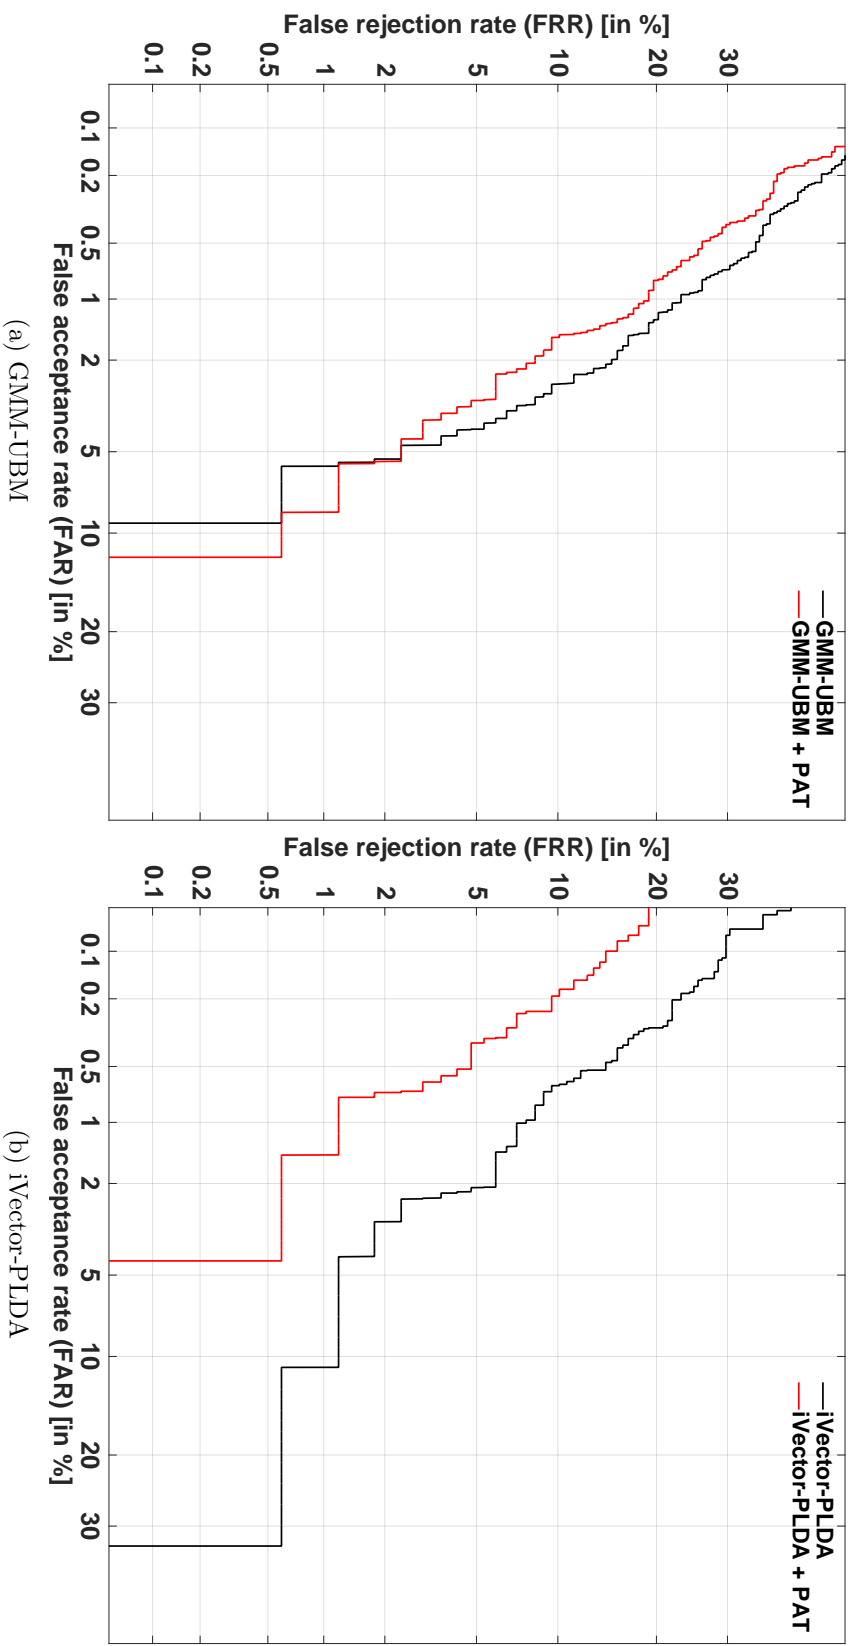 False rejection rate (FRR) [in %]
30
20
10
5
2
1
0.5
0.2
0.1
0.1 0.2 0.5 1 2 5 10 20 30
False acceptance rate (FAR) [in %]
GMM-UBM
GMM-UBM + PAT
(a) GMM-UBM
False rejection rate (FRR) [in %]
30
20
10
5
2
1
0.5
0.2
0.1
0.1 0.2 0.5 1 2 5 10 20 30
False acceptance rate (FAR) [in %]
iVector-PLDA
iVector-PLDA + PAT
(b) iVector-PLDA